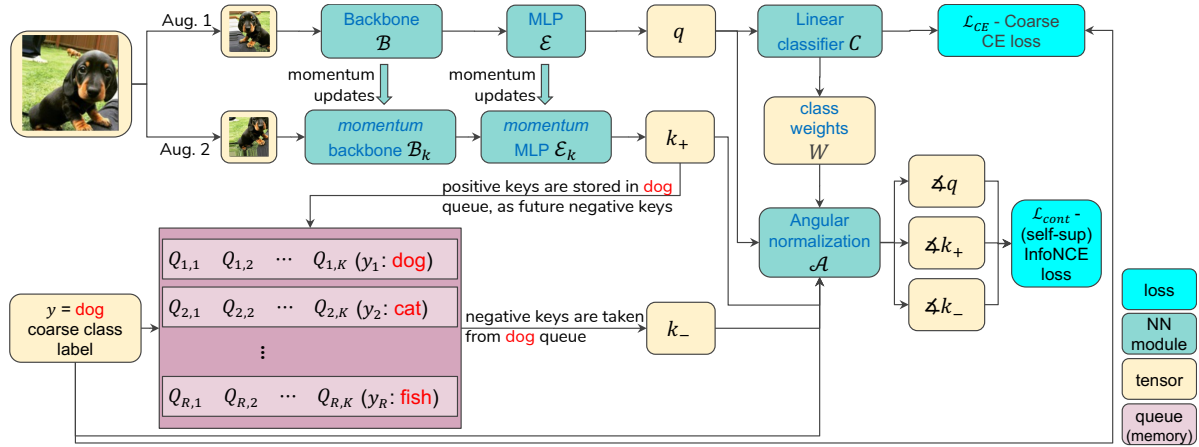 Aug. 1
Backbone
ℬ
MLP
ℰ
q
Linear
classifier C
ℒ_CE - Coarse
CE loss
momentum
updates
momentum
updates
Aug. 2
momentum
backbone ℬ_k
momentum
MLP ℰ_k
k_+
class
weights
W
positive keys are stored in dog
queue, as future negative keys
Angular
normalization
𝒜
∡q
∡k_+
∡k_−
ℒ_cont -
(self-sup)
InfoNCE
loss
Q_1,1 Q_1,2 ⋯ Q_1,K (y_1: dog)
Q_2,1 Q_2,2 ⋯ Q_2,K (y_2: cat)
⋮
Q_R,1 Q_R,2 ⋯ Q_R,K (y_R: fish)
y = dog
coarse class
label
negative keys are taken
from dog queue
k_−
loss
NN
module
tensor
queue
(memory)